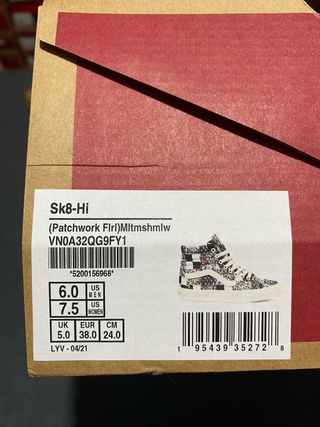 Sk8-Hi
(Patchwork Flrl)Mltmshmlw
VN0A32QG9FY1
*5200156968*
6.0 US MEN
7.5 US WOMEN
UK EUR CM
5.0 38.0 24.0
LYV - 04/21
1 95439 35272 8